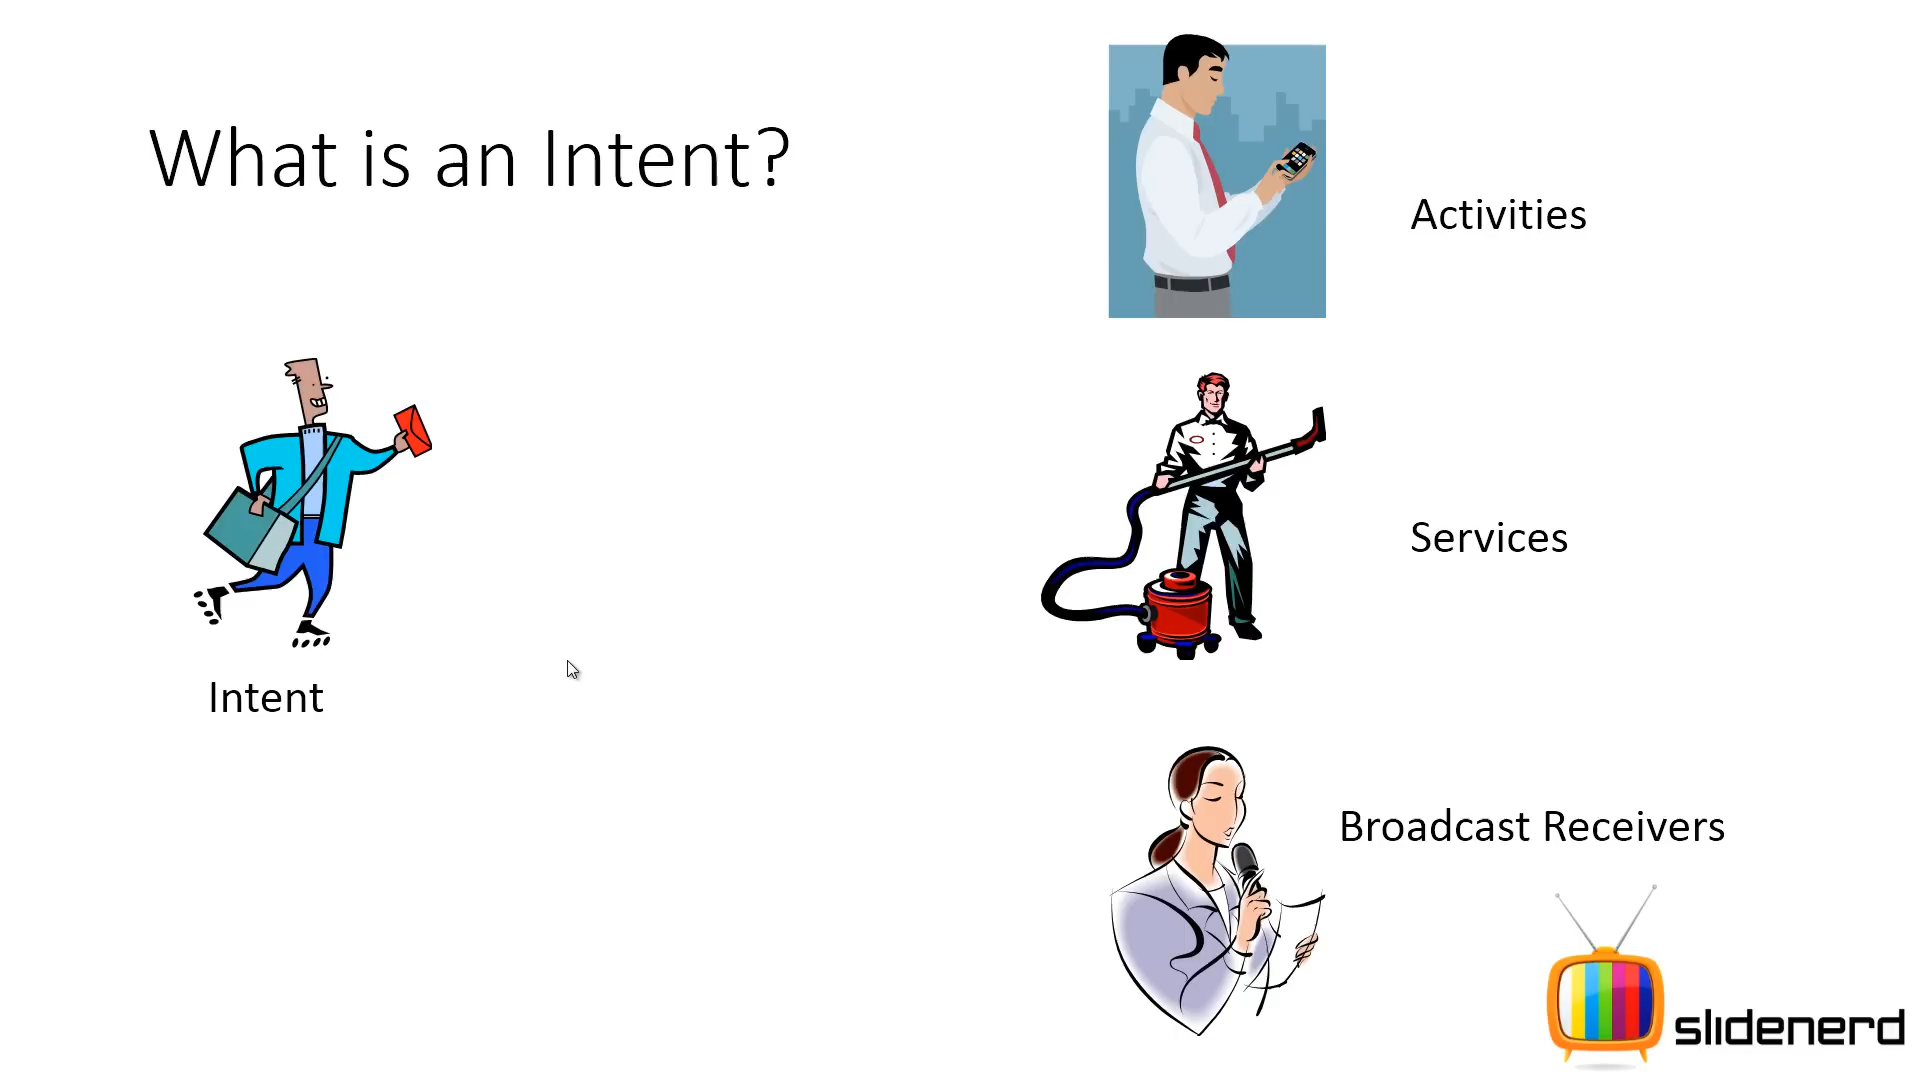 What is an Intent?
Activities
Services
Intent
Broadcast Receivers
slidenerd